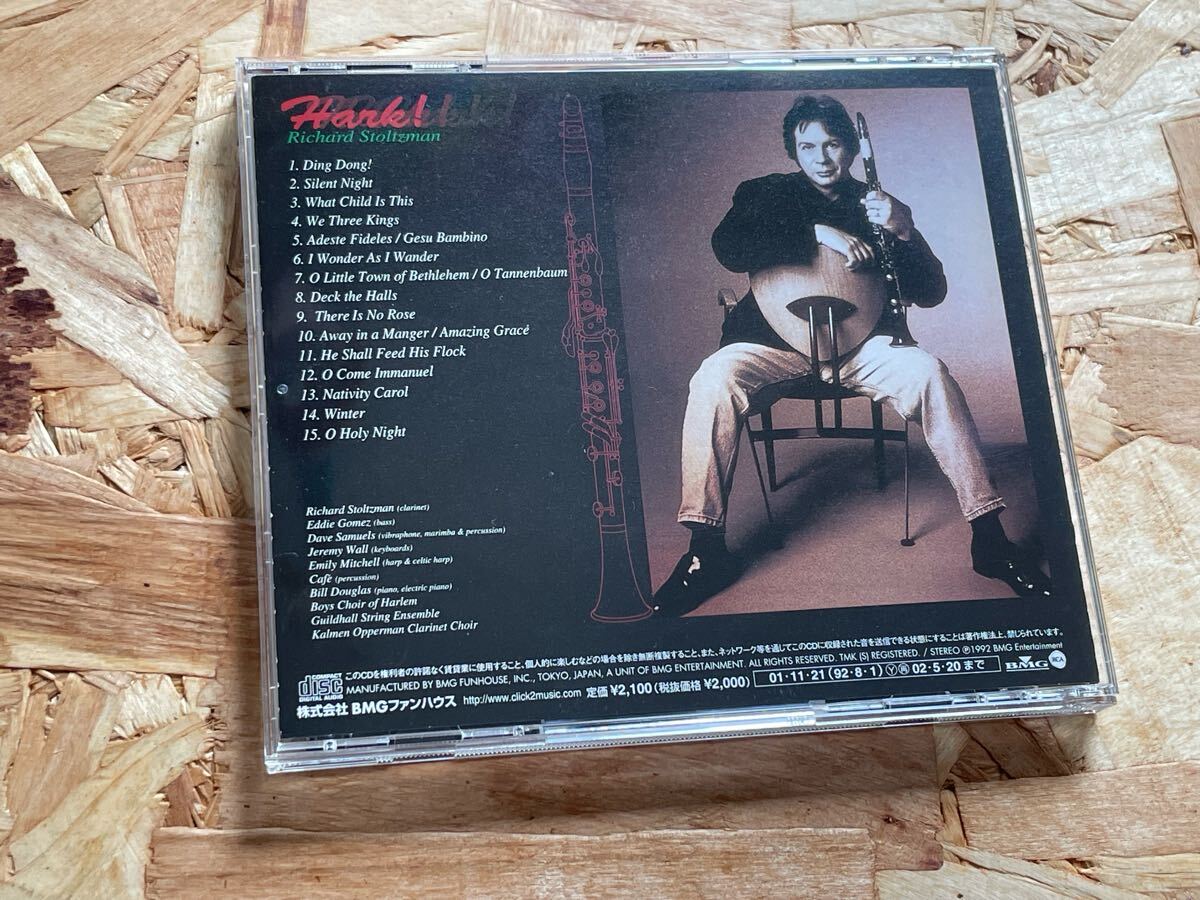 Hark!
Richard Stoltzman
1. Ding Dong!
2. Silent Night
3. What Child Is This
4. We Three Kings
5. Adeste Fideles / Gesu Bambino
6. I Wonder As I Wander
7. O Little Town of Bethlehem / O Tannenbaum
8. Deck the Halls
9. There Is No Rose
10. Away in a Manger / Amazing Gracé
11. He Shall Feed His Flock
12. O Come Immanuel
13. Nativity Carol
14. Winter
15. O Holy Night
Richard Stoltzman (clarinet)
Eddie Gomez (bass)
Dave Samuels (vibraphone, marimba & percussion)
Jeremy Wall (keyboards)
Emily Mitchell (harp & celtic harp)
Café (percussion)
Bill Douglas (piano, electric piano)
Boys Choir of Harlem
Guildhall String Ensemble
Kalmen Opperman Clarinet Choir
COMPACT disc DIGITAL AUDIO
このCDを権利者の許諾なく賃貸業に使用すること、個人的に楽しむなどの場合を除き無断複製すること、また、ネットワーク等を通じてこのCDに収録された音を送信できる状態にすることは著作権法上、禁じられています。
MANUFACTURED BY BMG FUNHOUSE, INC., TOKYO, JAPAN, A UNIT OF BMG ENTERTAINMENT. ALL RIGHTS RESERVED. TMK (S) REGISTERED. / STEREO Ⓟ1992 BMG Entertainment
株式会社 BMGファンハウス http://www.click2music.com 定価 ¥2,100(税抜価格 ¥2,000)
01・11・21 (92・8・1) Ⓨ 02・5・20 まで
BMG
RCA